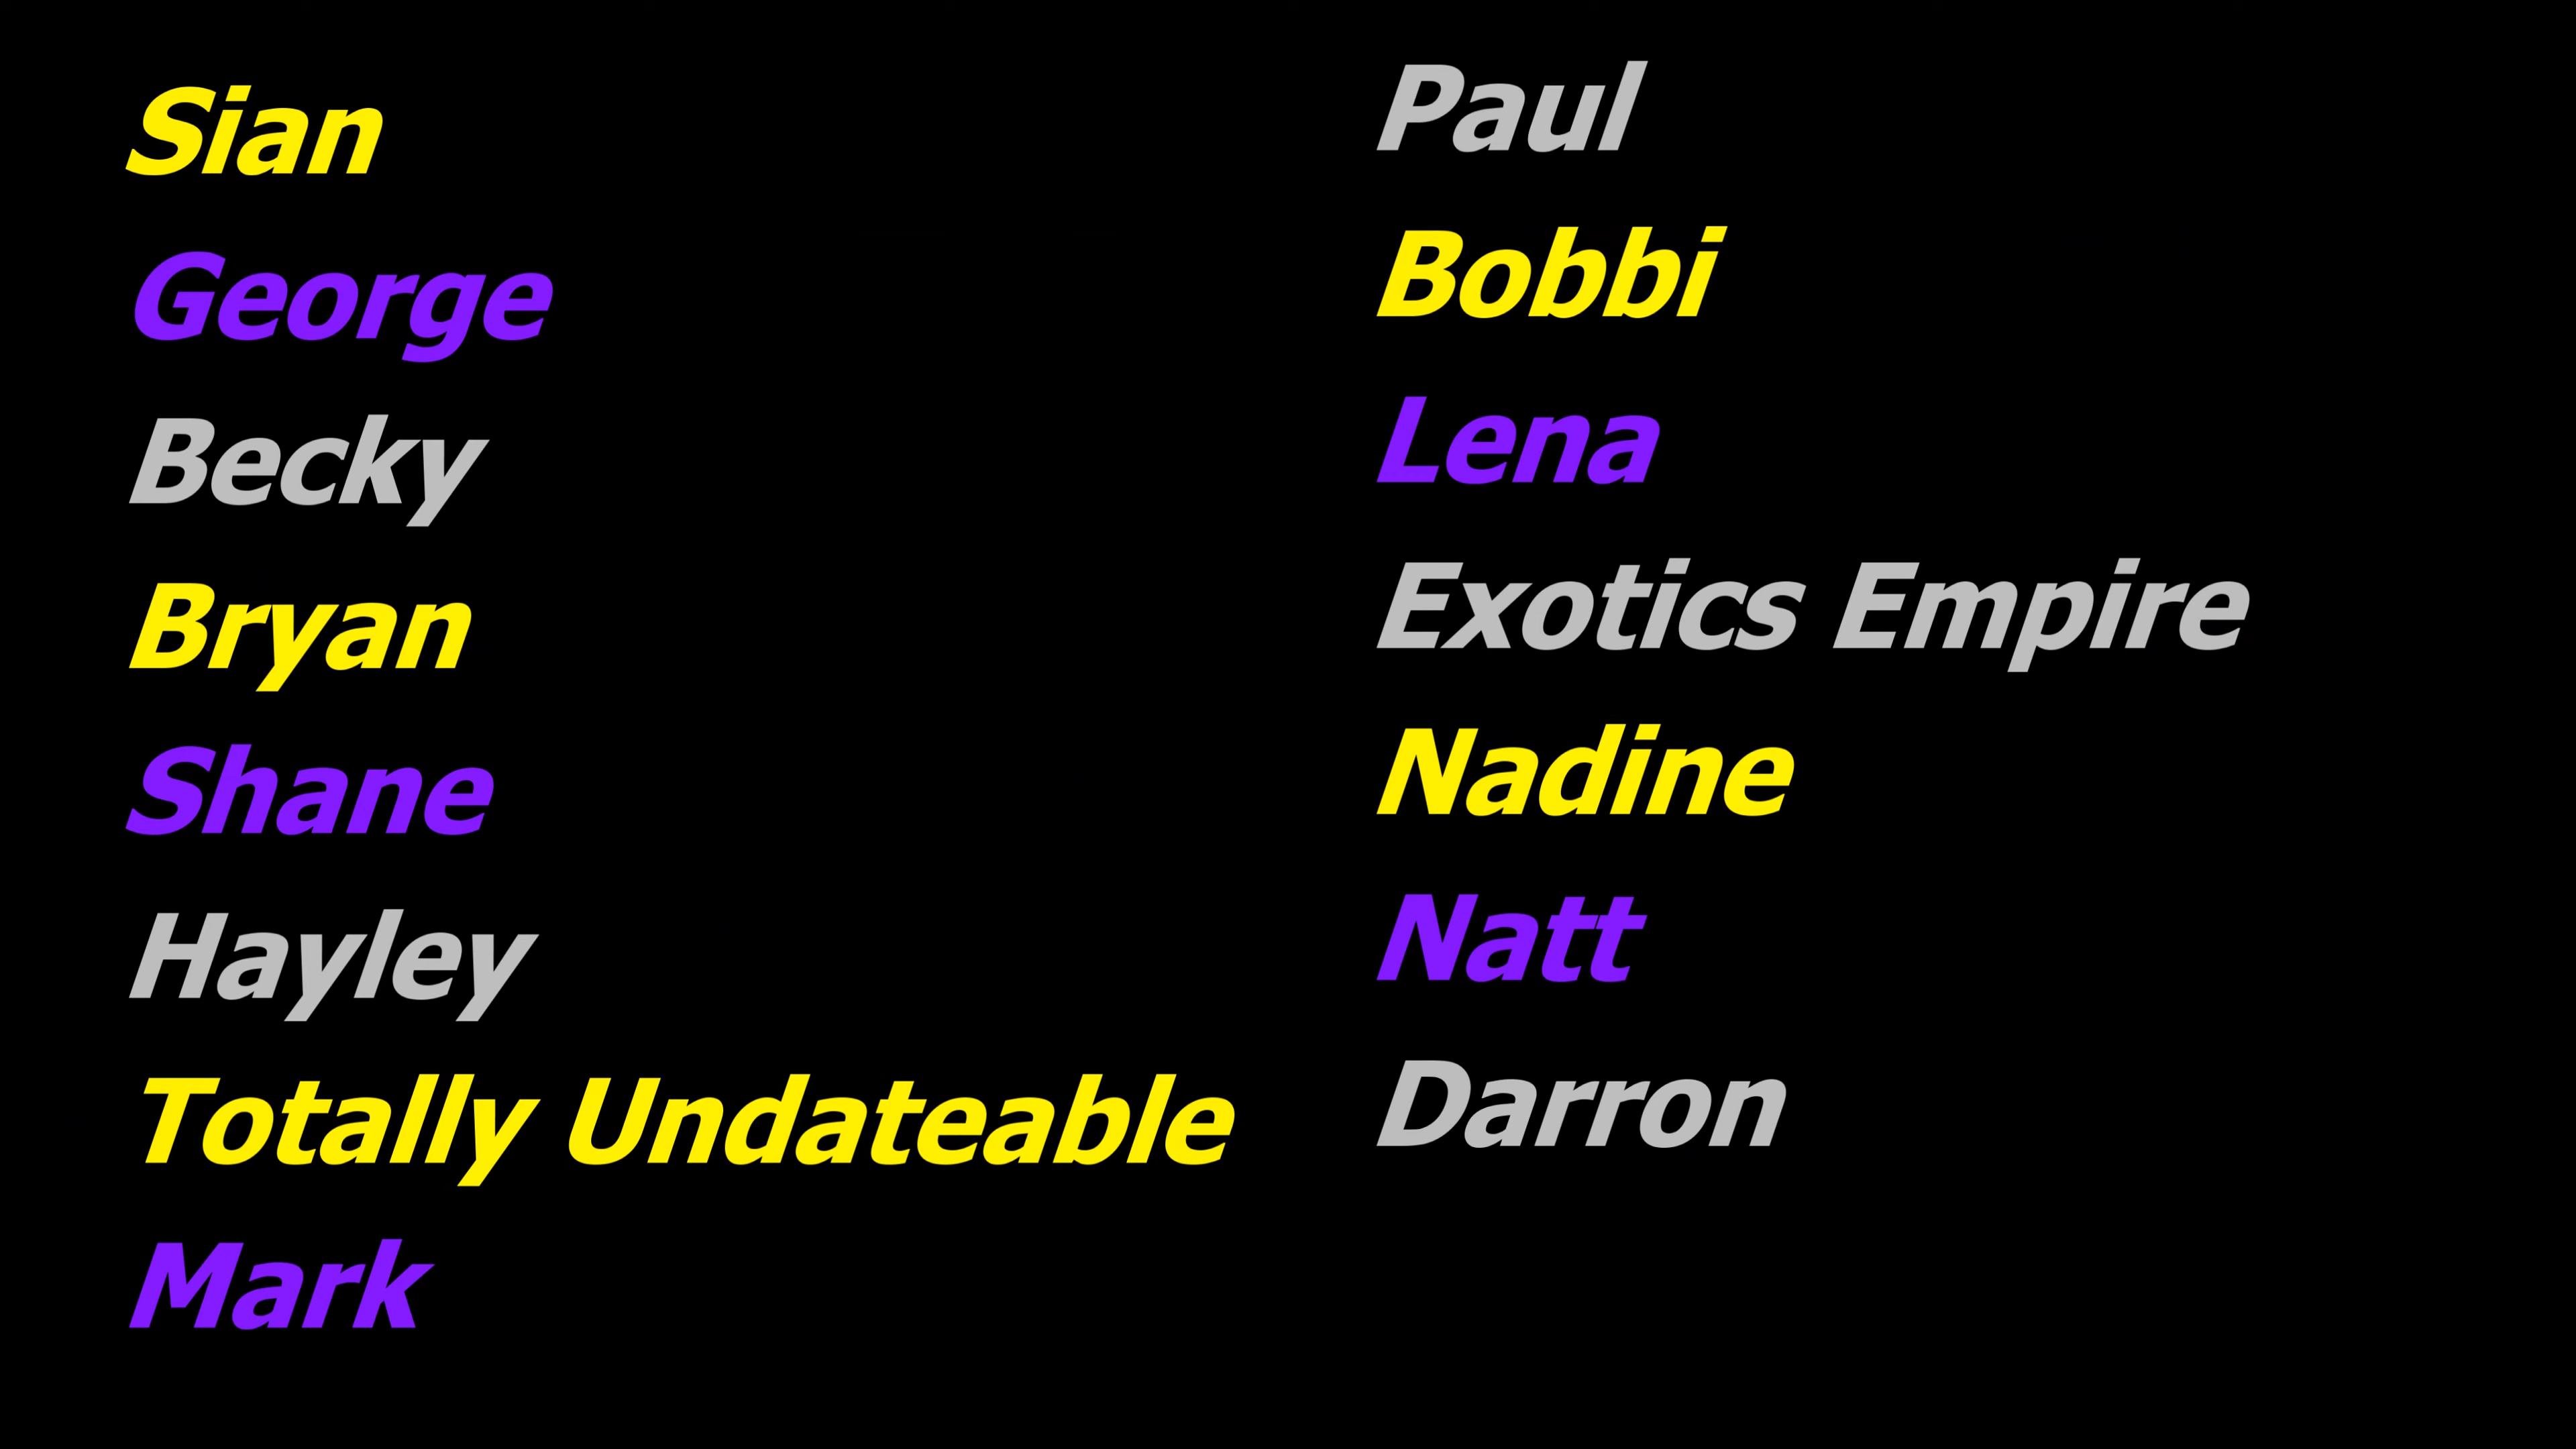 Sian
George
Becky
Bryan
Shane
Hayley
Totally Undateable
Mark
Paul
Bobbi
Lena
Exotics Empire
Nadine
Natt
Darron